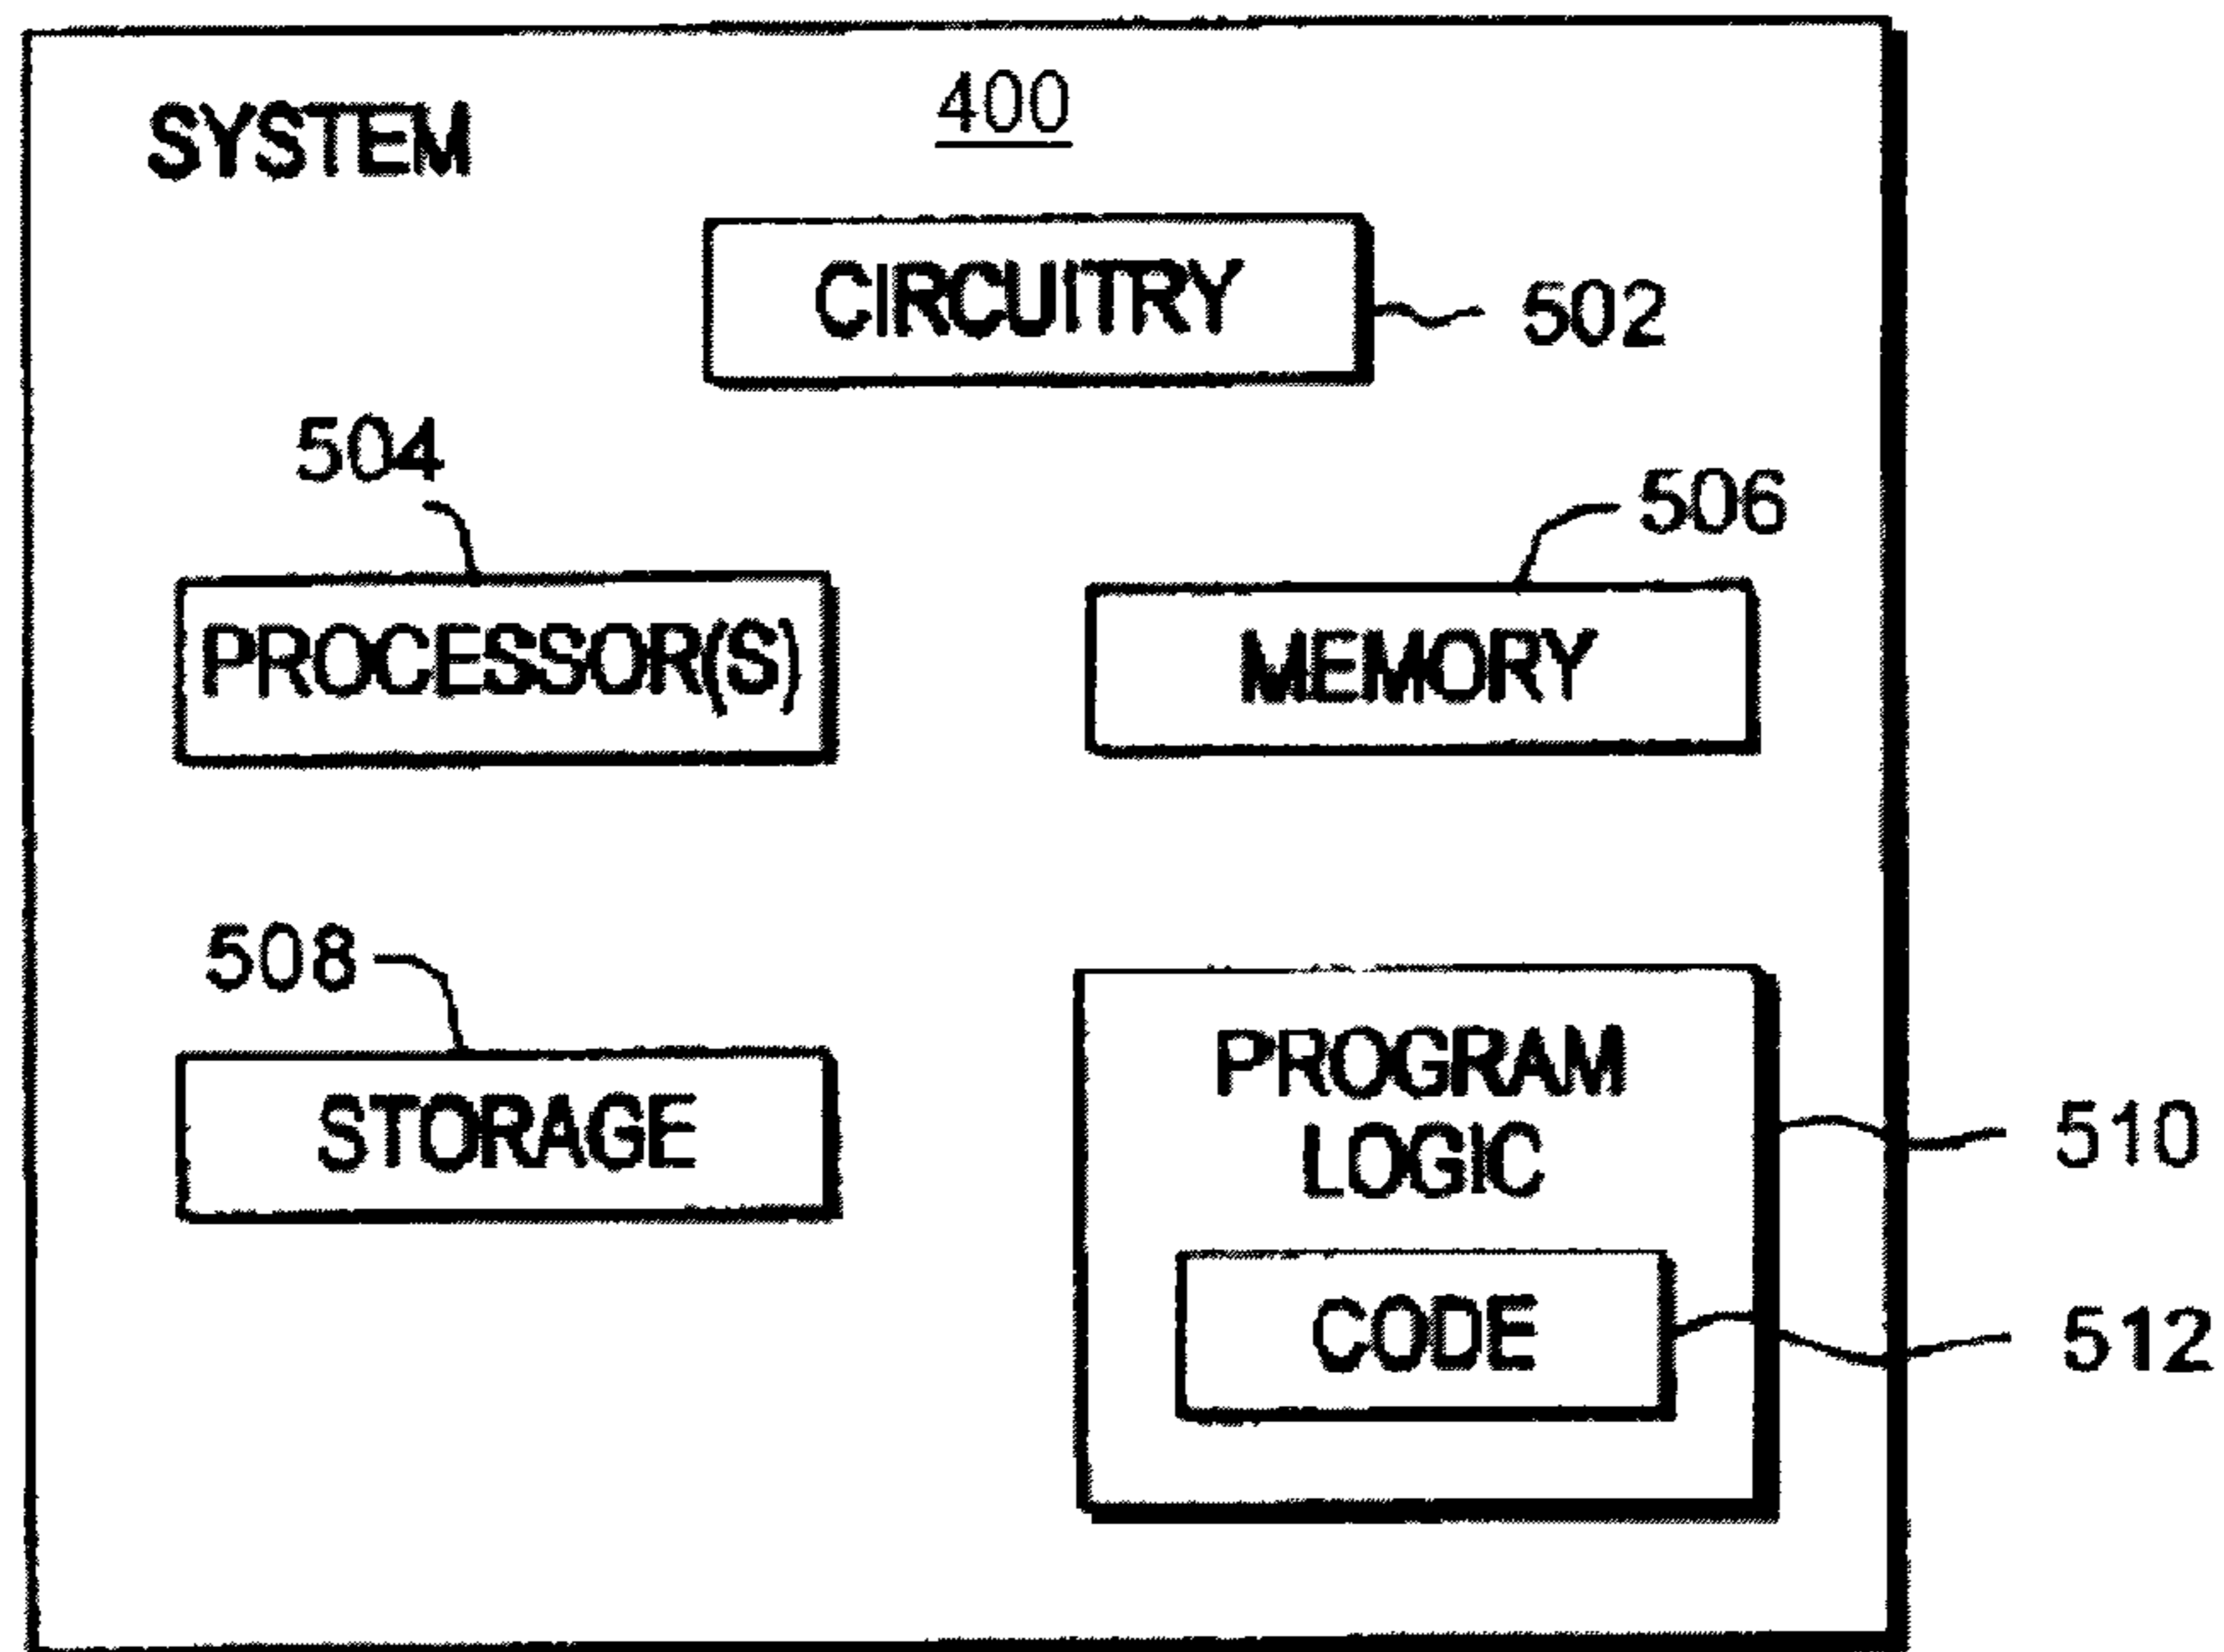 SYSTEM
400
CIRCUITRY
502
504
506
PROCESSOR(S)
MEMORY
508
STORAGE
PROGRAM
LOGIC
510
CODE
512